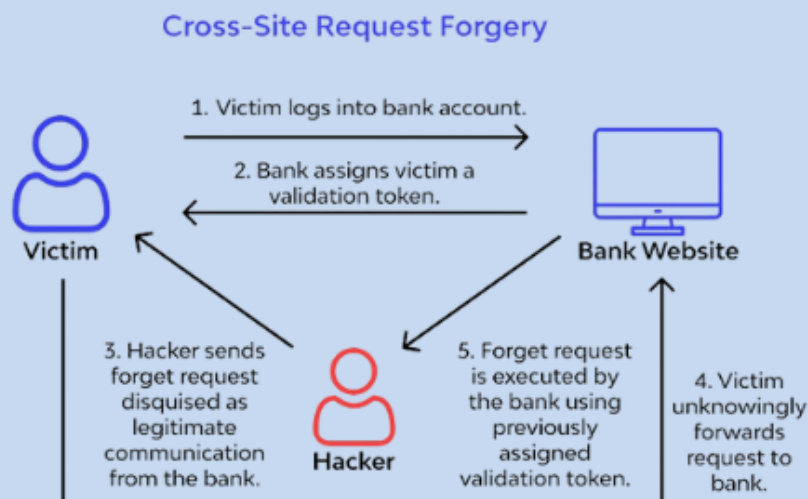 Cross-Site Request Forgery
1. Victim logs into bank account.
2. Bank assigns victim a
validation token.
Victim
Bank Website
3. Hacker sends
forget request
disquised as
legitimate
communication
from the bank.
Hacker
5. Forget request
is executed by
the bank using
previously
assigned
validation token.
4. Victim
unknowingly
forwards
request to
bank.